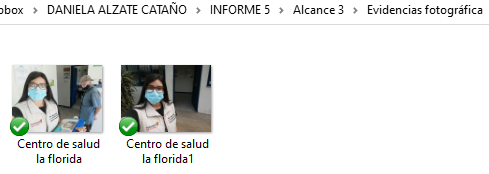 DANIELA ALZATE CATAÑO > INFORME 5 > Alcance 3 > Evidencias fotográfica
Centro de salud
la florida
Centro de salud
la florida1